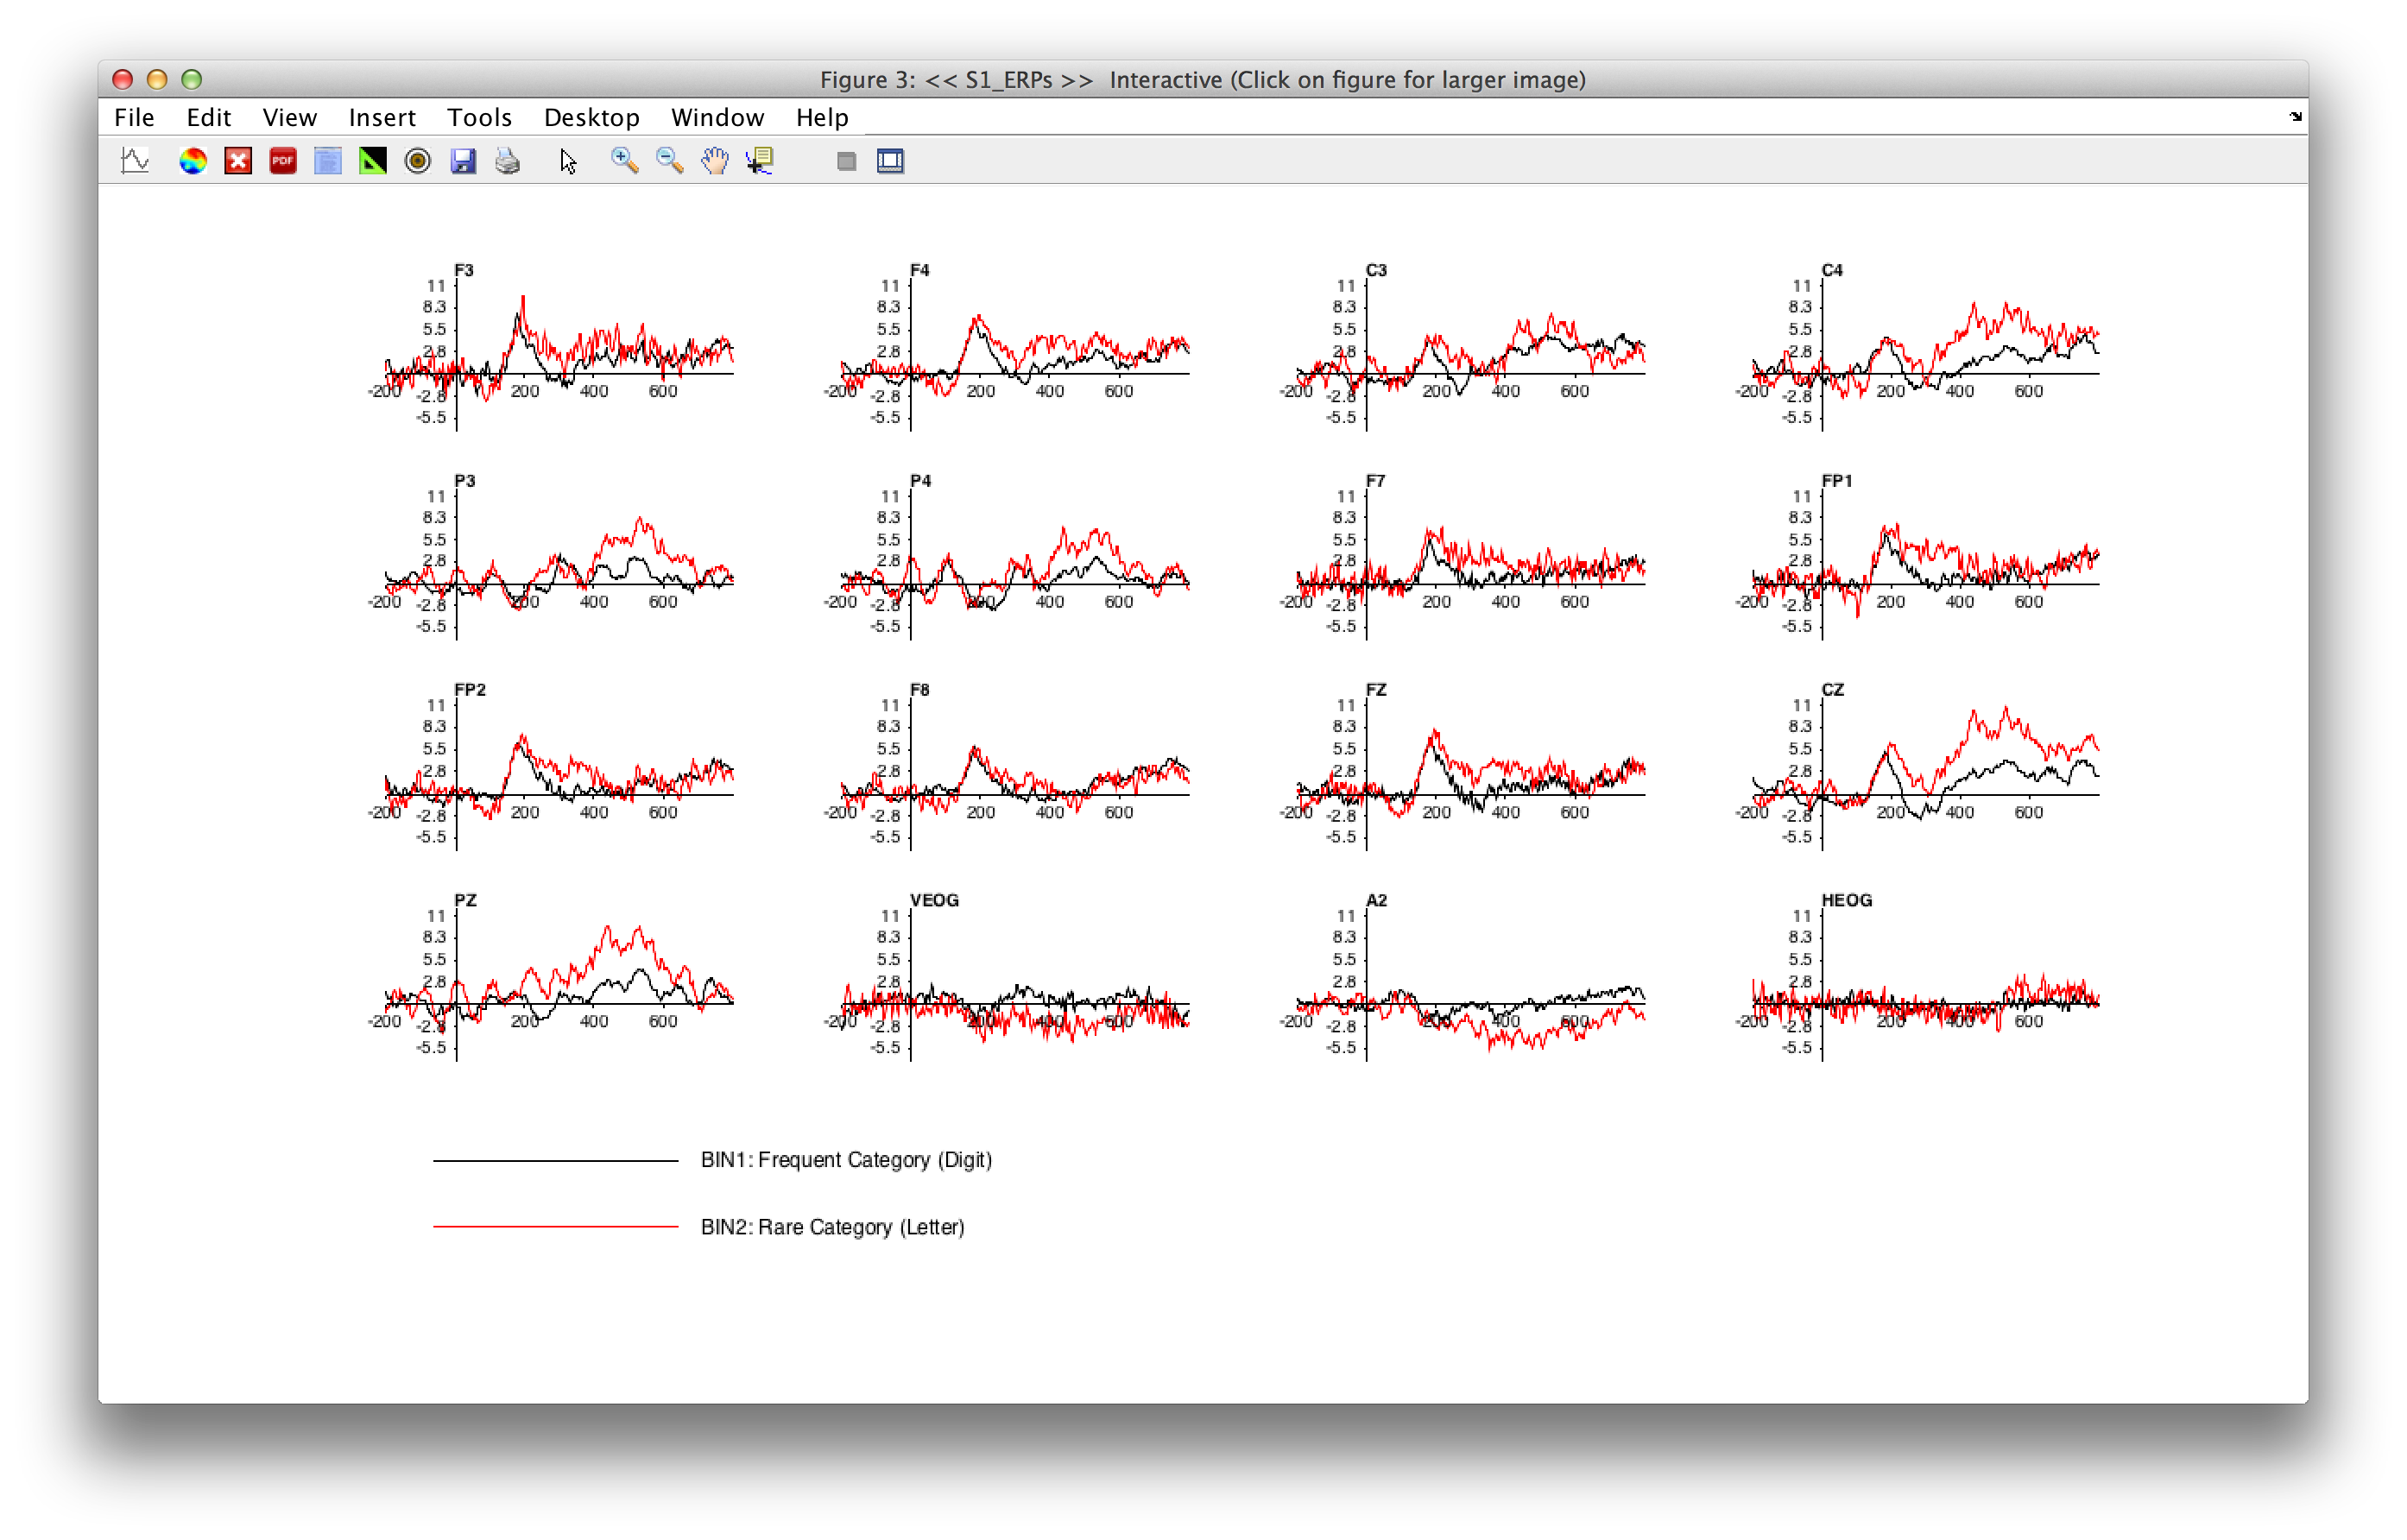 Figure 3: << S1_ERPs >> Interactive (Click on figure for larger image)
File Edit View Insert Tools Desktop Window Help
PDF
F3
11
8.3
5.5
2.8
-200 -2.8 200 400 600
-5.5
F4
11
8.3
5.5
2.8
-200 -2.8 200 400 600
-5.5
C3
11
8.3
5.5
2.8
-200 -2.8 200 400 600
-5.5
C4
11
8.3
5.5
2.8
-200 -2.8 200 400 600
-5.5
P3
11
8.3
5.5
2.8
-200 -2.8 200 400 600
-5.5
P4
11
8.3
5.5
2.8
-200 -2.8 200 400 600
-5.5
F7
11
8.3
5.5
2.8
-200 -2.8 200 400 600
-5.5
FP1
11
8.3
5.5
2.8
-200 -2.8 200 400 600
-5.5
FP2
11
8.3
5.5
2.8
-200 -2.8 200 400 600
-5.5
F8
11
8.3
5.5
2.8
-200 -2.8 200 400 600
-5.5
FZ
11
8.3
5.5
2.8
-200 -2.8 200 400 600
-5.5
CZ
11
8.3
5.5
2.8
-200 -2.8 200 400 600
-5.5
PZ
11
8.3
5.5
2.8
-200 -2.8 200 400 600
-5.5
VEOG
11
8.3
5.5
2.8
-200 -2.8 200 400 600
-5.5
A2
11
8.3
5.5
2.8
-200 -2.8 200 400 600
-5.5
HEOG
11
8.3
5.5
2.8
-200 -2.8 200 400 600
-5.5
BIN1: Frequent Category (Digit)
BIN2: Rare Category (Letter)